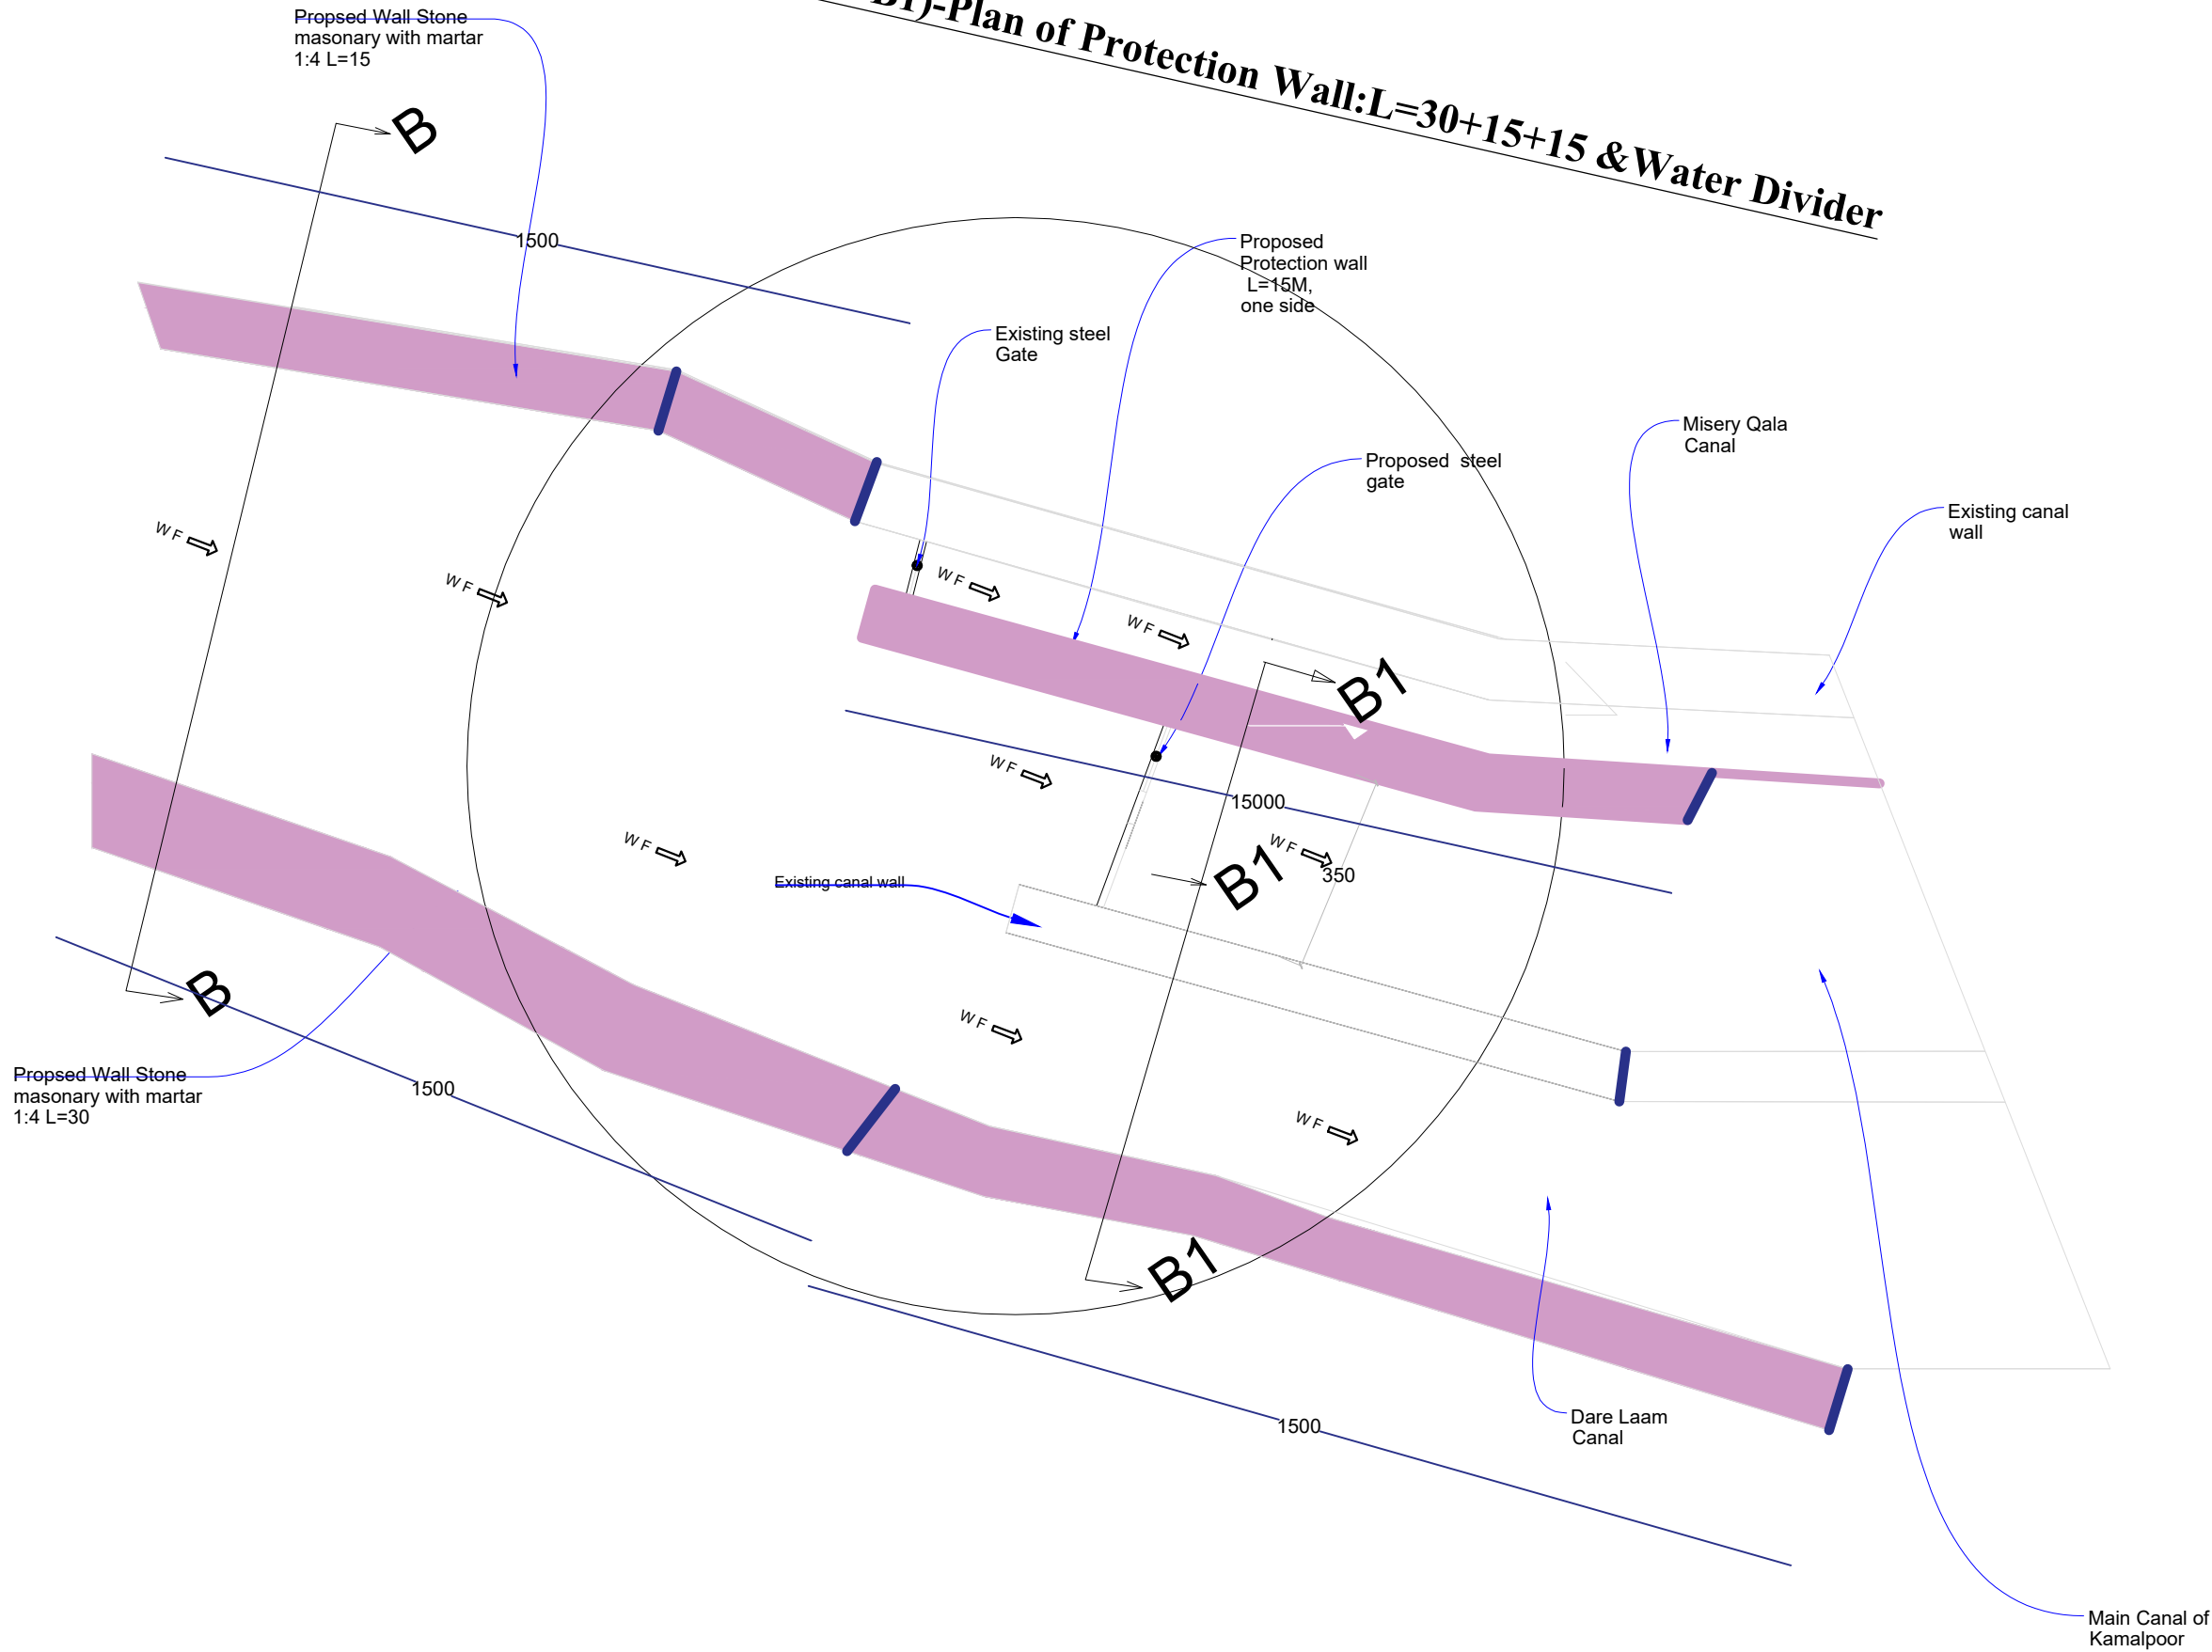 B1)-Plan of Protection Wall:L=30+15+15 &Water Divider
Propsed Wall Stone
masonary with martar
1:4 L=15
B
1500
Proposed
Protection wall
L=15M,
one side
Existing steel
Gate
Misery Qala
Canal
Proposed steel
gate
Existing canal
wall
W F
W F
W F
W F
B1
W F
15000
W F
W F
350
B1
Existing canal wall
B
W F
Propsed Wall Stone
masonary with martar
1:4 L=30
1500
W F
B1
1500
Dare Laam
Canal
Main Canal of
Kamalpoor